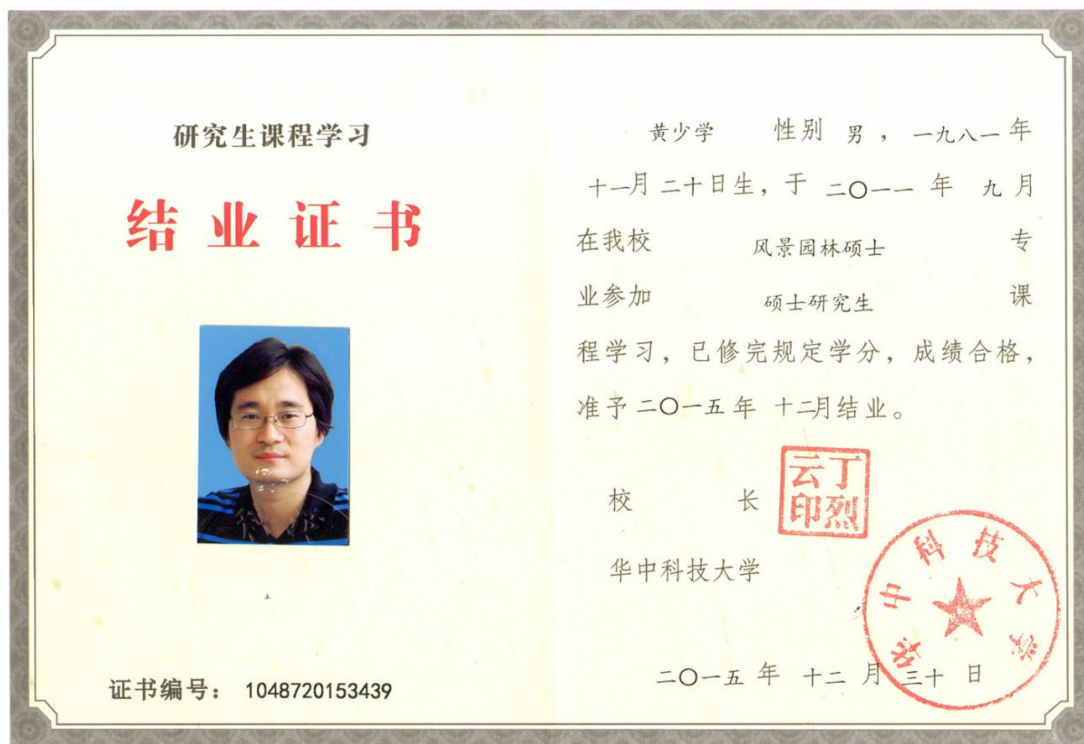 研究生课程学习
结业证书
证书编号： 1048720153439
黄少学 性别 男 ， 一九八一 年
十一月 二十日生，于 二〇一一 年 九 月
在我校 风景园林硕士 专
业参加 硕士研究生 课
程学习，已修完规定学分，成绩合格，
准予 二〇一五 年 十二月结业。
校 长
丁烈云印
华中科技大学
华中科技大学
二〇一五 年 十二 月 三十 日